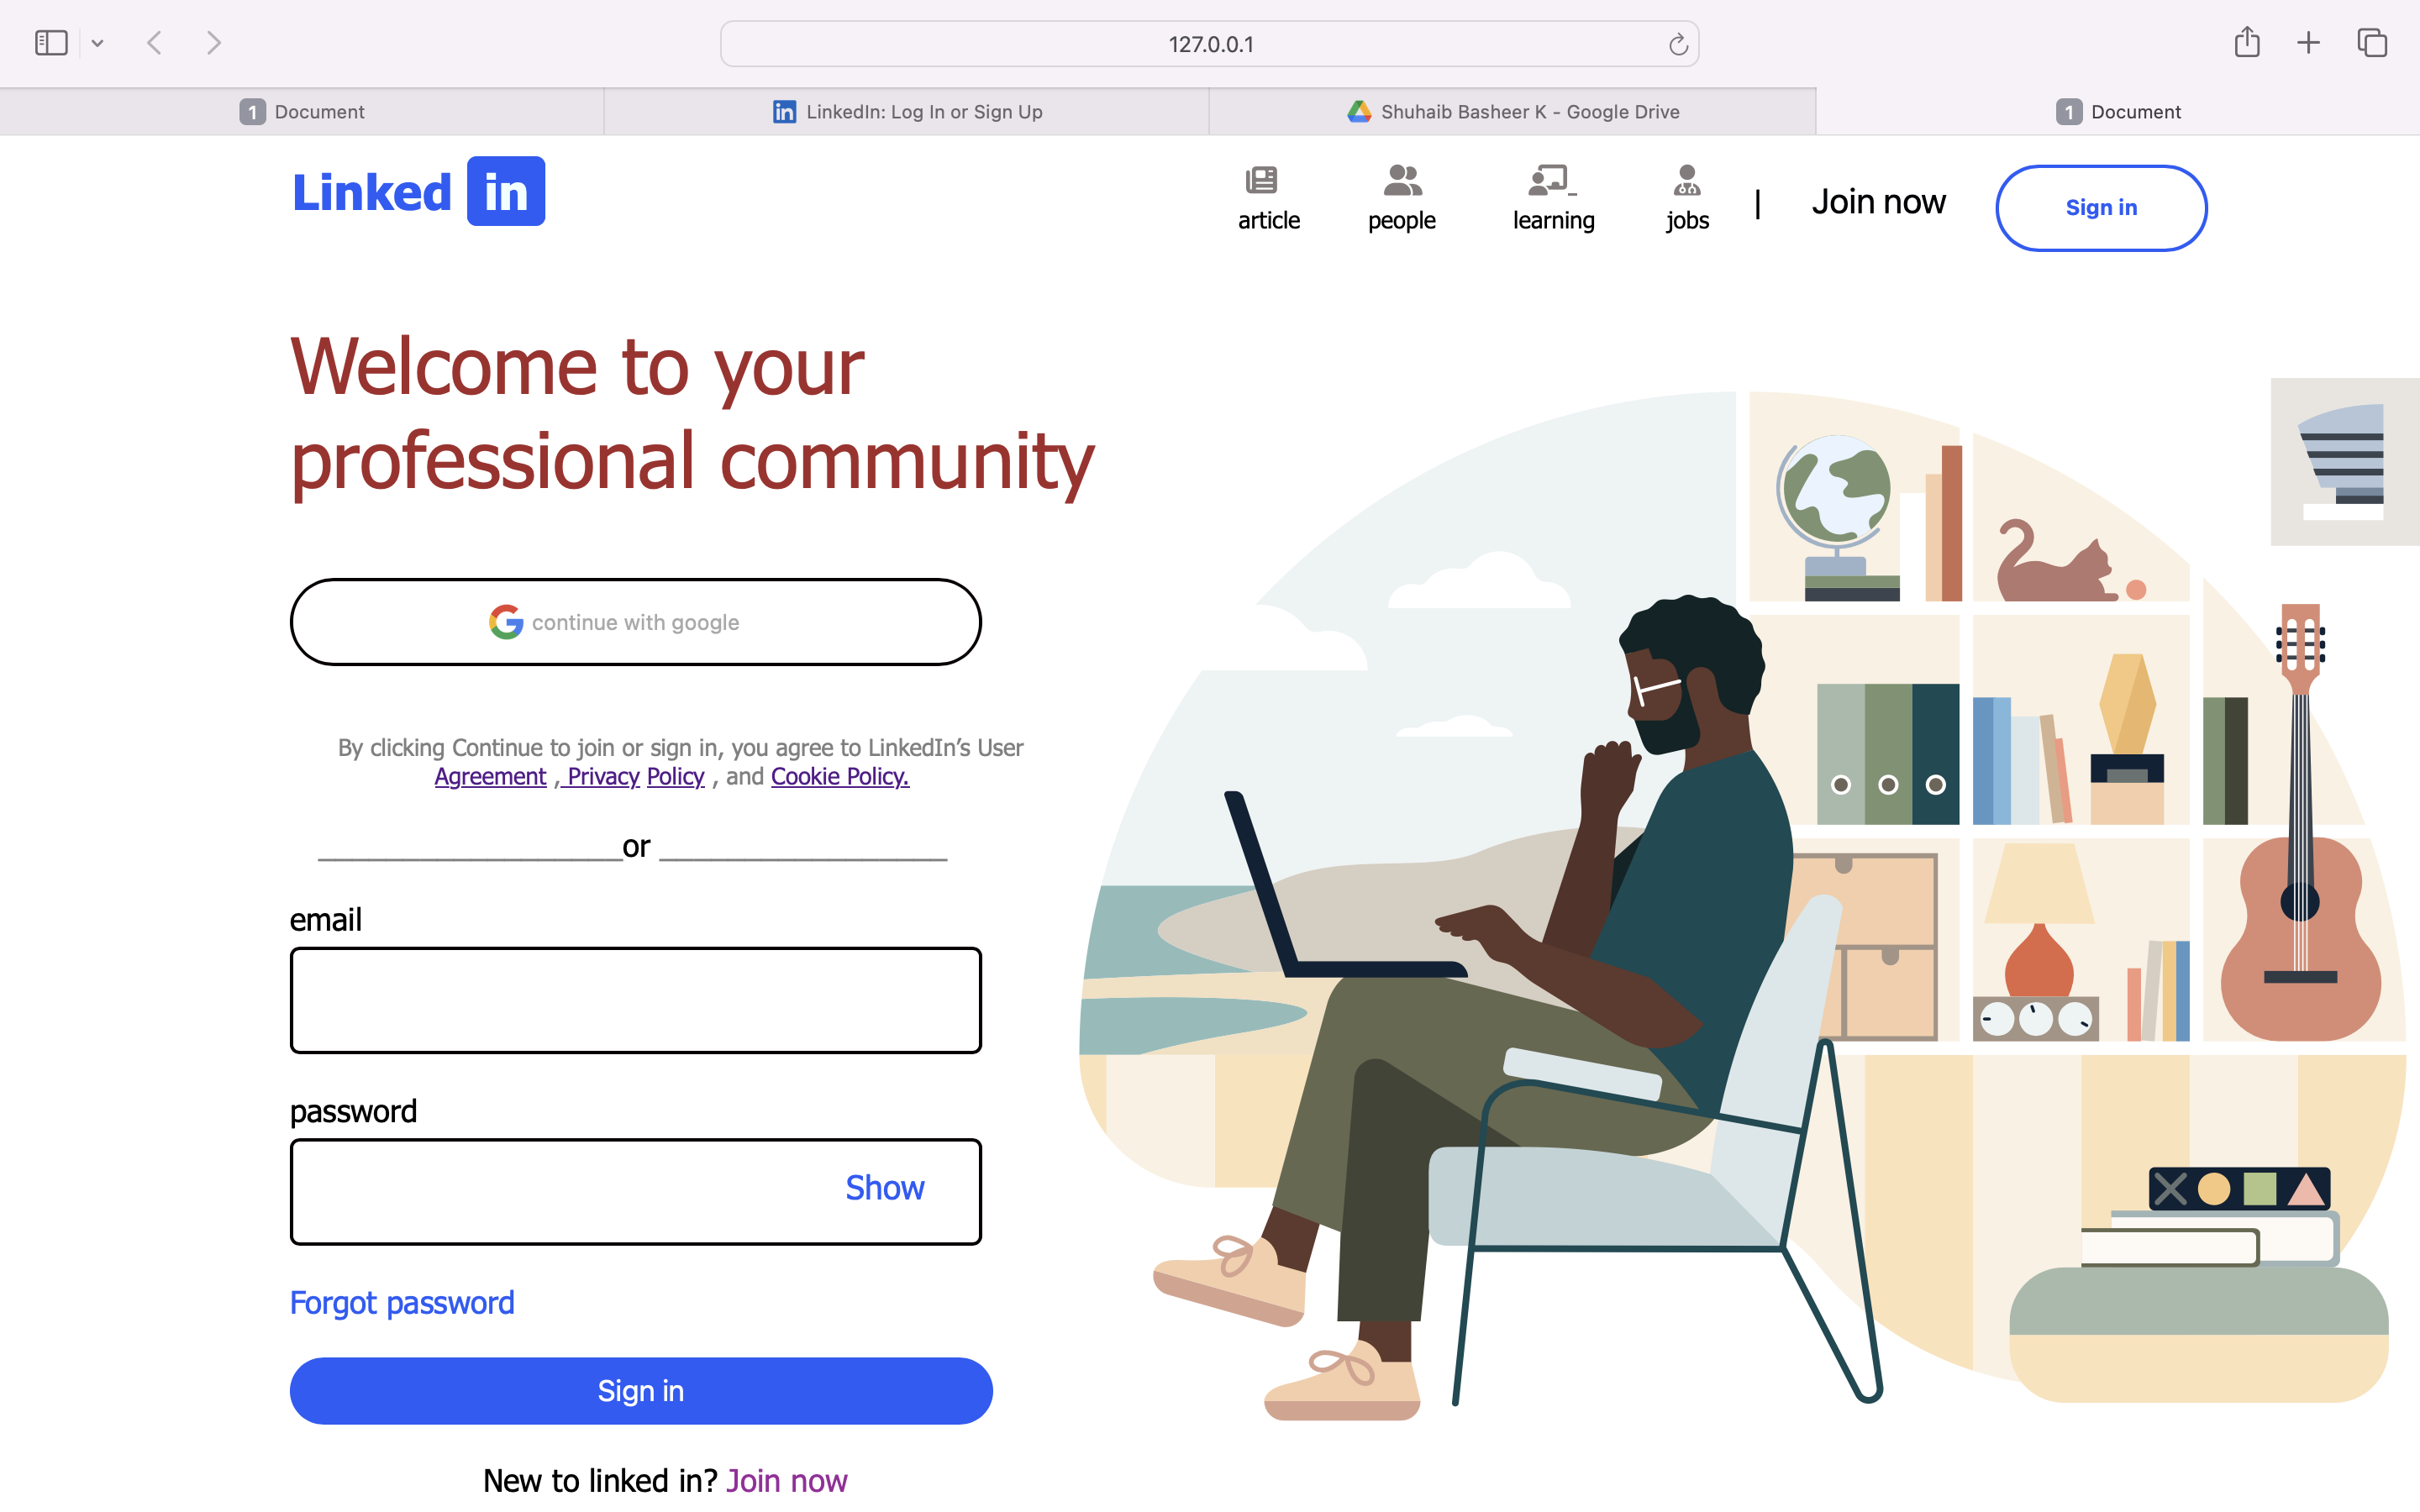 127.0.0.1
1 Document
LinkedIn: Log In or Sign Up
Shuhaib Basheer K - Google Drive
1 Document
Linked in
article
people
learning
jobs
|
Join now
Sign in
Welcome to your
professional community
continue with google
By clicking Continue to join or sign in, you agree to LinkedIn’s User
Agreement , Privacy Policy , and Cookie Policy.
or
email
password
Show
Forgot password
Sign in
New to linked in? Join now